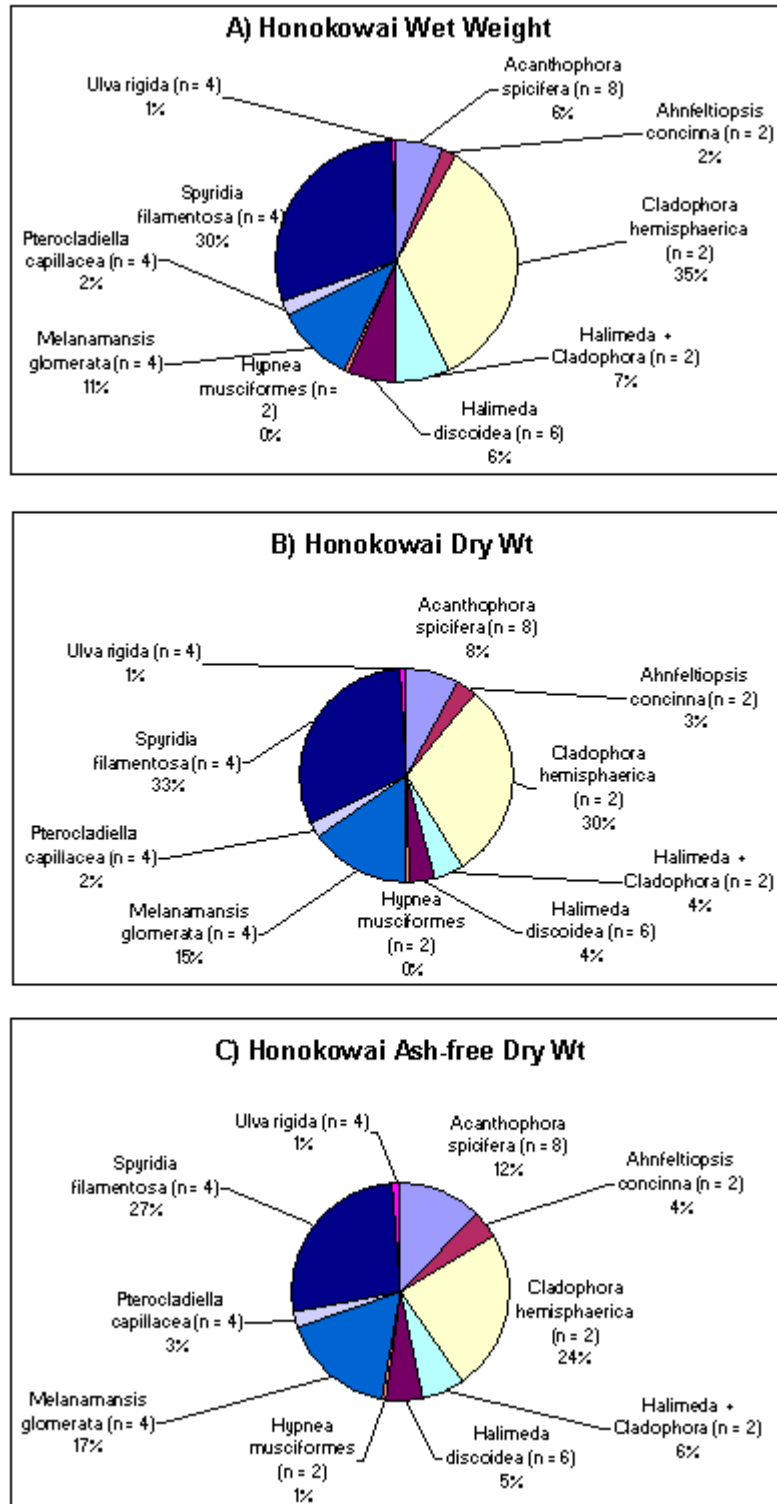 A) Honokowai Wet Weight
Ulva rigida (n = 4)
1%
Acanthophora
spicifera (n = 8)
6%
Ahnfeltiopsis
concinna (n = 2)
2%
Spyridia
filamentosa (n = 4)
30%
Cladophora
hemisphaerica
(n = 2)
35%
Pterocladiella
capillacea (n = 4)
2%
Melanamansis
glomerata (n = 4)
11%
Hypnea
musciformes (n =
2)
0%
Halimeda +
Cladophora (n = 2)
7%
Halimeda
discoidea (n = 6)
6%
B) Honokowai Dry Wt
Acanthophora
spicifera (n = 8)
8%
Ulva rigida (n = 4)
1%
Ahnfeltiopsis
concinna (n = 2)
3%
Spyridia
filamentosa (n = 4)
33%
Cladophora
hemisphaerica
(n = 2)
30%
Pterocladiella
capillacea (n = 4)
2%
Melanamansis
glomerata (n = 4)
15%
Hypnea
musciformes
(n = 2)
0%
Halimeda
discoidea (n = 6)
4%
Halimeda +
Cladophora (n = 2)
4%
C) Honokowai Ash-free Dry Wt
Ulva rigida (n = 4)
1%
Acanthophora
spicifera (n = 8)
12%
Ahnfeltiopsis
concinna (n = 2)
4%
Spyridia
filamentosa (n = 4)
27%
Cladophora
hemisphaerica
(n = 2)
24%
Pterocladiella
capillacea (n = 4)
3%
Melanamansis
glomerata (n = 4)
17%
Hypnea
musciformes
(n = 2)
1%
Halimeda
discoidea (n = 6)
5%
Halimeda +
Cladophora (n = 2)
6%